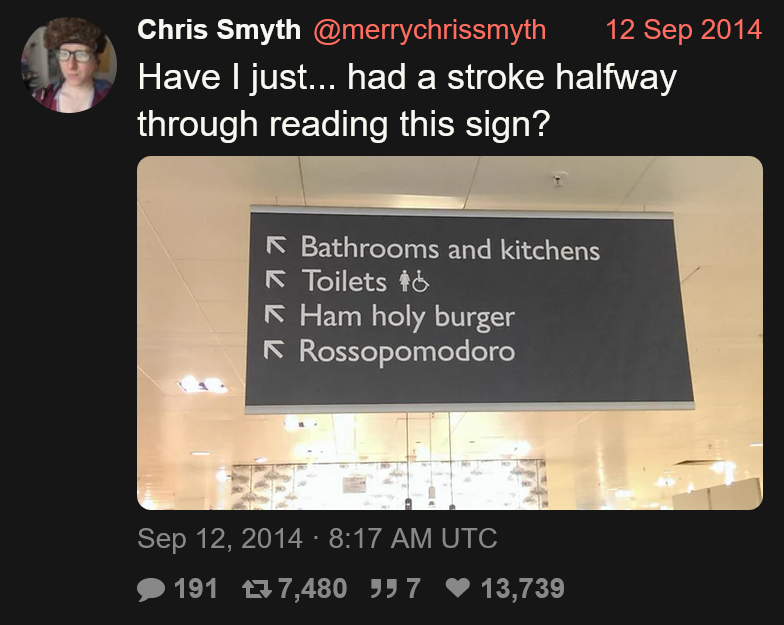 Chris Smyth @merrychrissmyth 12 Sep 2014
Have I just... had a stroke halfway
through reading this sign?
Bathrooms and kitchens
Toilets
Ham holy burger
Rossopomodoro
Sep 12, 2014 · 8:17 AM UTC
191 7,480 7 13,739